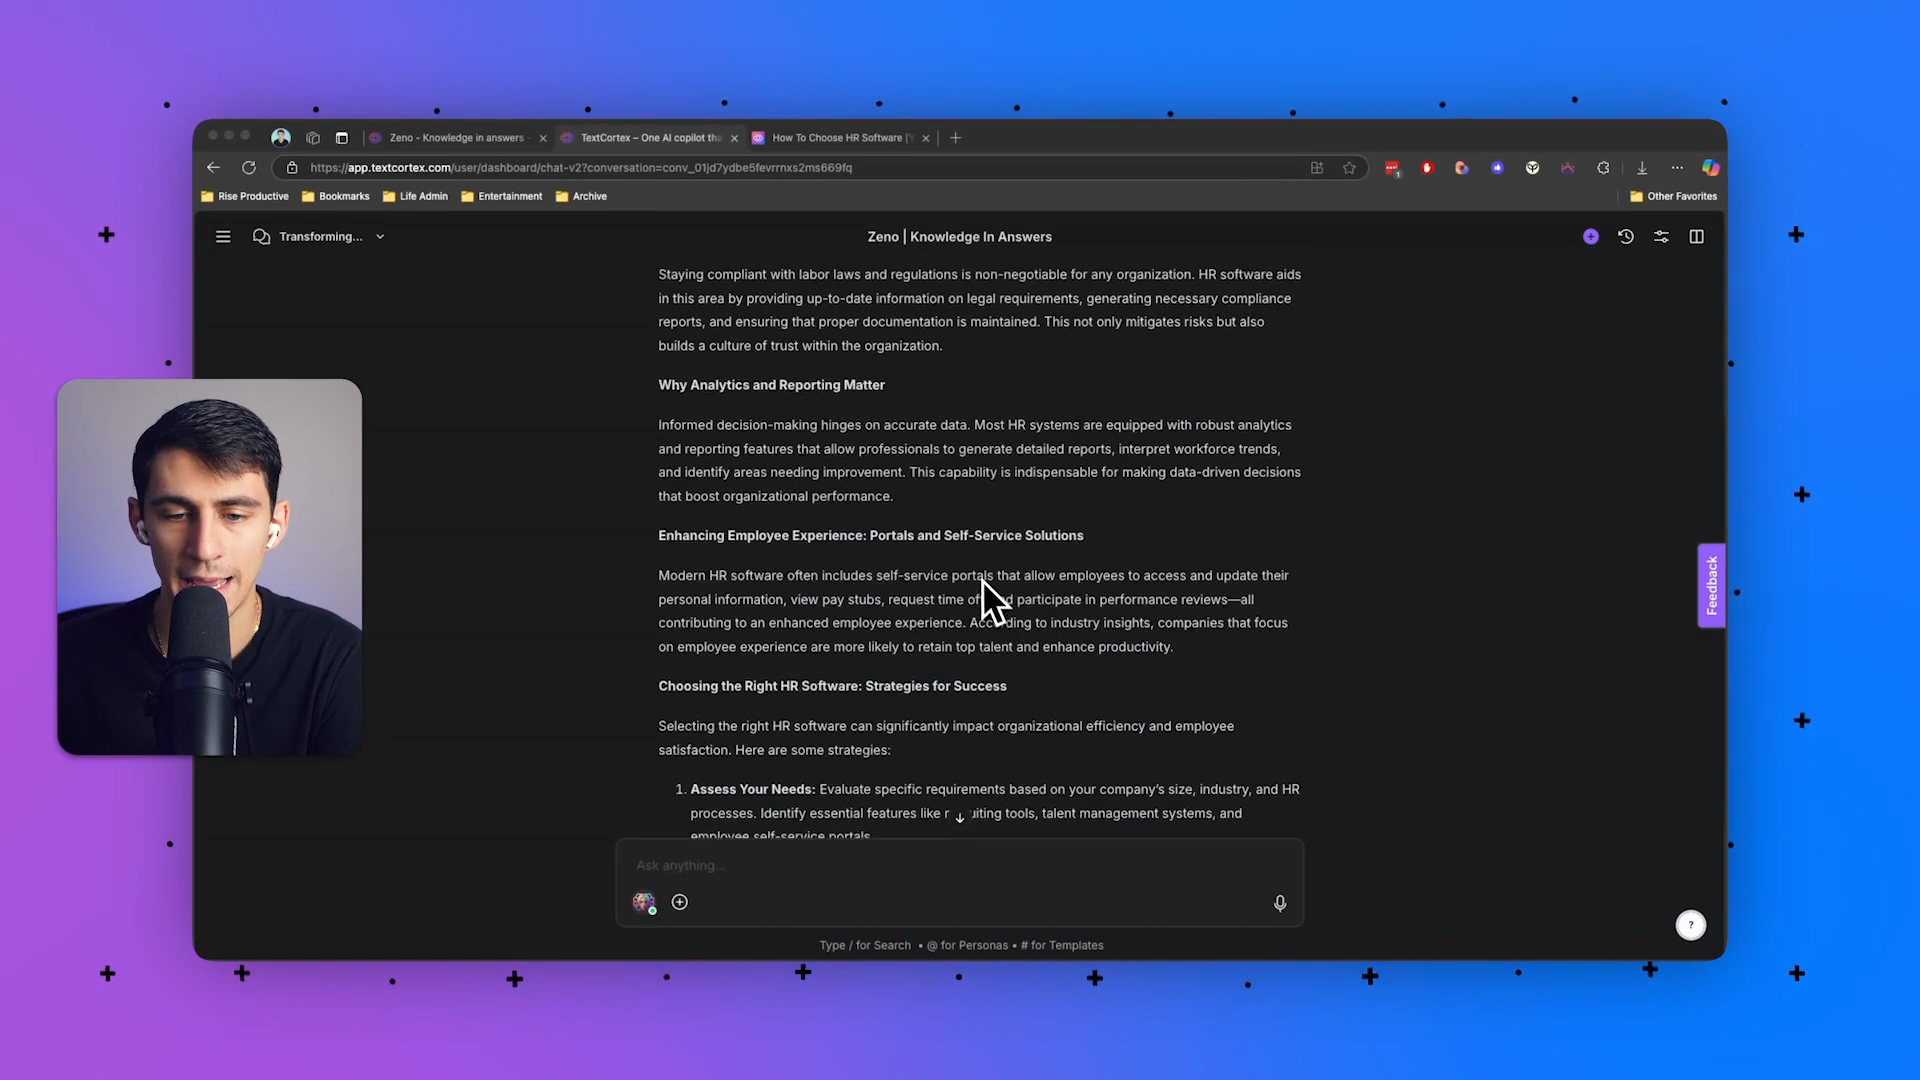 Zeno - Knowledge in answers
TextCortex – One AI copilot tha
How To Choose HR Software [
https://app.textcortex.com/user/dashboard/chat-v2?conversation=conv_01jd7ydbe5fevrrnxs2ms669fq
1
Rise Productive
Bookmarks
Life Admin
Entertainment
Archive
Other Favorites
Transforming...
Zeno | Knowledge In Answers
Staying compliant with labor laws and regulations is non-negotiable for any organization. HR software aids
in this area by providing up-to-date information on legal requirements, generating necessary compliance
reports, and ensuring that proper documentation is maintained. This not only mitigates risks but also
builds a culture of trust within the organization.
Why Analytics and Reporting Matter
Informed decision-making hinges on accurate data. Most HR systems are equipped with robust analytics
and reporting features that allow professionals to generate detailed reports, interpret workforce trends,
and identify areas needing improvement. This capability is indispensable for making data-driven decisions
that boost organizational performance.
Enhancing Employee Experience: Portals and Self-Service Solutions
Modern HR software often includes self-service portals that allow employees to access and update their
personal information, view pay stubs, request time participate in performance reviews—all
contributing to an enhanced employee experience. According to industry insights, companies that focus
on employee experience are more likely to retain top talent and enhance productivity.
Choosing the Right HR Software: Strategies for Success
Selecting the right HR software can significantly impact organizational efficiency and employee
satisfaction. Here are some strategies:
1. Assess Your Needs: Evaluate specific requirements based on your company's size, industry, and HR
processes. Identify essential features like tools, talent management systems, and
employee self-service portals.
Feedback
Ask anything...
?
Type / for Search • @ for Personas • # for Templates